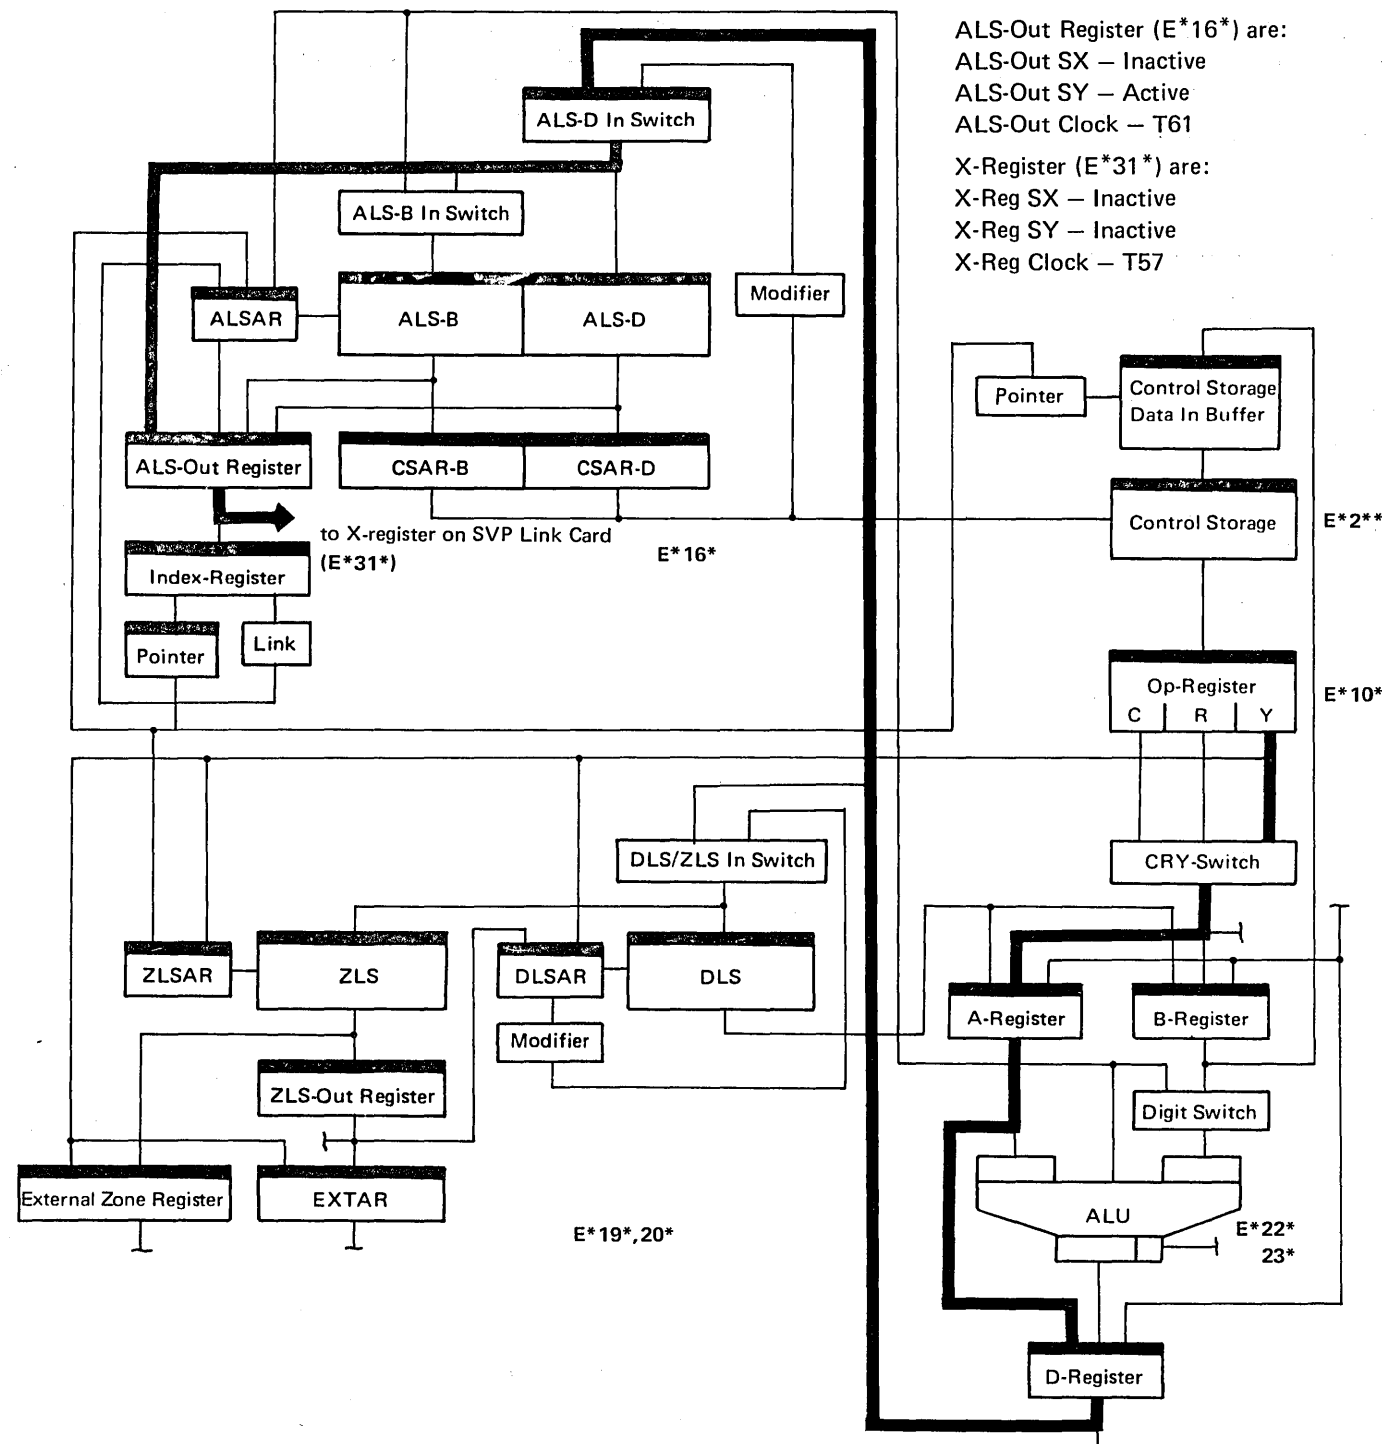 ALS-Out Register (E*16*) are:
ALS-Out SX — Inactive
ALS-Out SY — Active
ALS-Out Clock — T61
X-Register (E*31*) are:
X-Reg SX — Inactive
X-Reg SY — Inactive
X-Reg Clock — T57
ALS-D In Switch
ALS-B In Switch
Modifier
ALSAR
ALS-B
ALS-D
Pointer
Control Storage
Data In Buffer
ALS-Out Register
CSAR-B
CSAR-D
Control Storage
E*2**
to X-register on SVP Link Card
(E*31*)
E*16*
Index-Register
Pointer
Link
Op-Register
C
R
Y
E*10*
DLS/ZLS In Switch
CRY-Switch
ZLSAR
ZLS
DLSAR
DLS
Modifier
A-Register
B-Register
ZLS-Out Register
Digit Switch
External Zone Register
EXTAR
ALU
E*22*
23*
E*19*,20*
D-Register